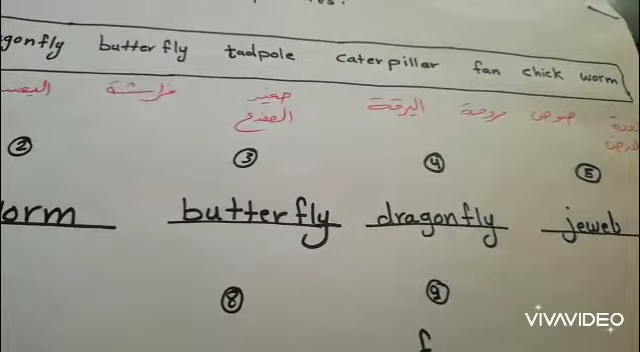 gonfly butterfly tadpole caterpillar fan chick worm
فراشة صغير الضفدع اليرقة مروحة صوص
② ③ ④ ⑤
orm butterfly dragonfly jeweb
⑧ ⑨
f
VIVAVIDEO